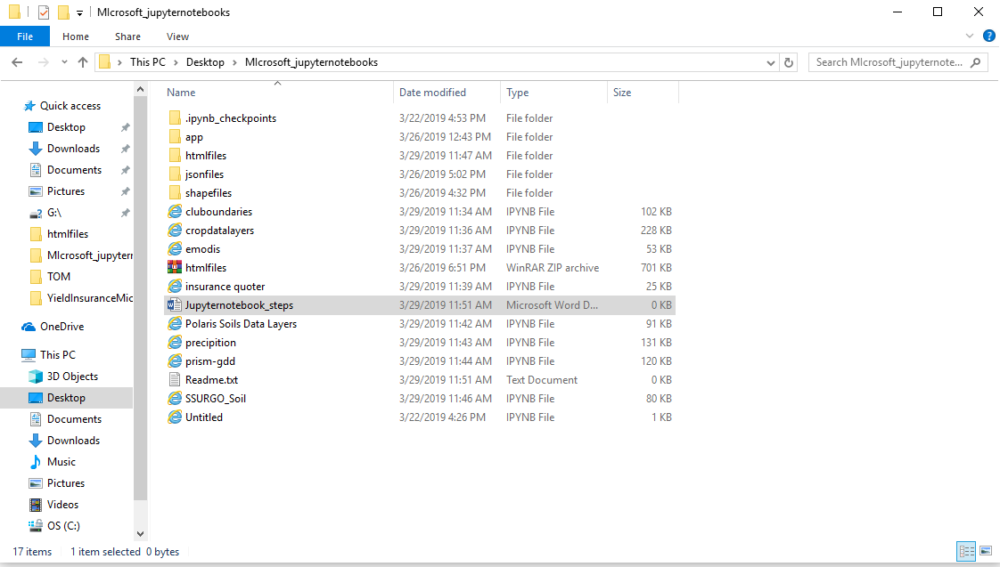 MIcrosoft_jupyternotebooks
File Home Share View
This PC Desktop MIcrosoft_jupyternotebooks Search MIcrosoft_jupyternote...
Name Date modified Type Size
Quick access
Desktop
Downloads
Documents
Pictures
G:\
htmlfiles
MIcrosoft_jupyter
TOM
YieldInsuranceMic
OneDrive
This PC
3D Objects
Desktop
Documents
Downloads
Music
Pictures
Videos
OS (C:)
.ipynb_checkpoints 3/22/2019 4:53 PM File folder
app 3/26/2019 12:43 PM File folder
htmlfiles 3/29/2019 11:47 AM File folder
jsonfiles 3/26/2019 5:02 PM File folder
shapefiles 3/26/2019 4:32 PM File folder
cluboundaries 3/29/2019 11:34 AM IPYNB File 102 KB
cropdatalayers 3/29/2019 11:36 AM IPYNB File 228 KB
emodis 3/29/2019 11:37 AM IPYNB File 53 KB
htmlfiles 3/26/2019 6:51 PM WinRAR ZIP archive 701 KB
insurance quoter 3/29/2019 11:39 AM IPYNB File 25 KB
Jupyternotebook_steps 3/29/2019 11:51 AM Microsoft Word D... 0 KB
Polaris Soils Data Layers 3/29/2019 11:42 AM IPYNB File 91 KB
precipition 3/29/2019 11:43 AM IPYNB File 131 KB
prism-gdd 3/29/2019 11:44 AM IPYNB File 120 KB
Readme.txt 3/29/2019 11:51 AM Text Document 0 KB
SSURGO_Soil 3/29/2019 11:46 AM IPYNB File 80 KB
Untitled 3/22/2019 4:26 PM IPYNB File 1 KB
17 items 1 item selected 0 bytes